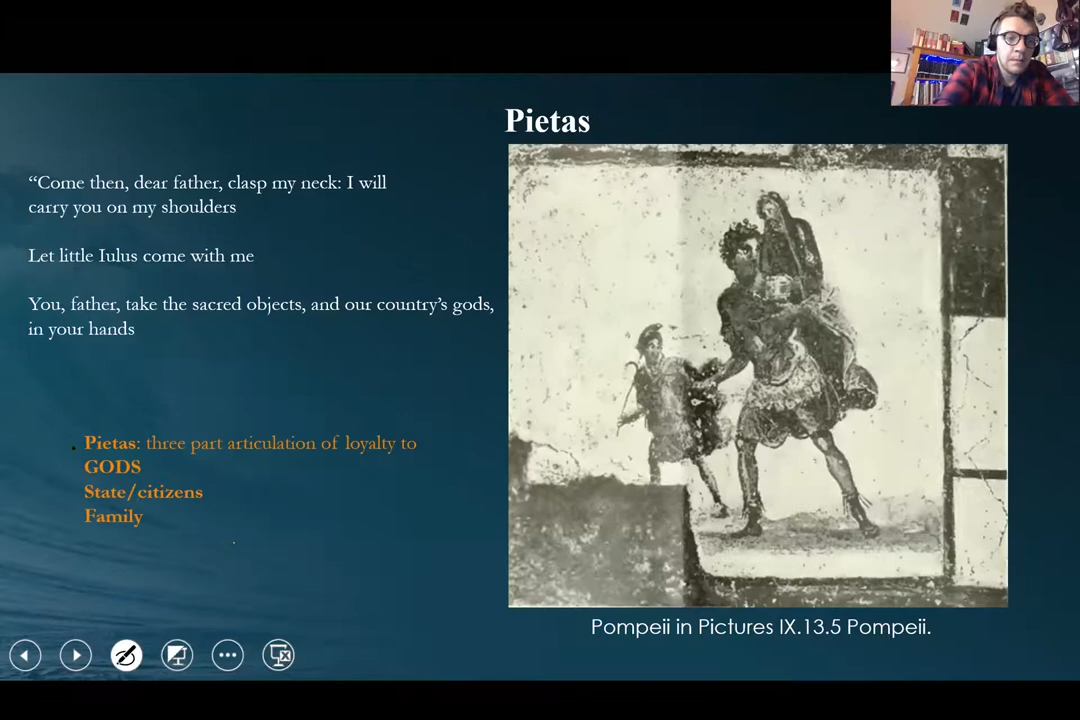 Pietas
“Come then, dear father, clasp my neck: I will
carry you on my shoulders
Let little Iulus come with me
You, father, take the sacred objects, and our country’s gods,
in your hands
Pietas: three part articulation of loyalty to
GODS
State/citizens
Family
Pompeii in Pictures IX.13.5 Pompeii.